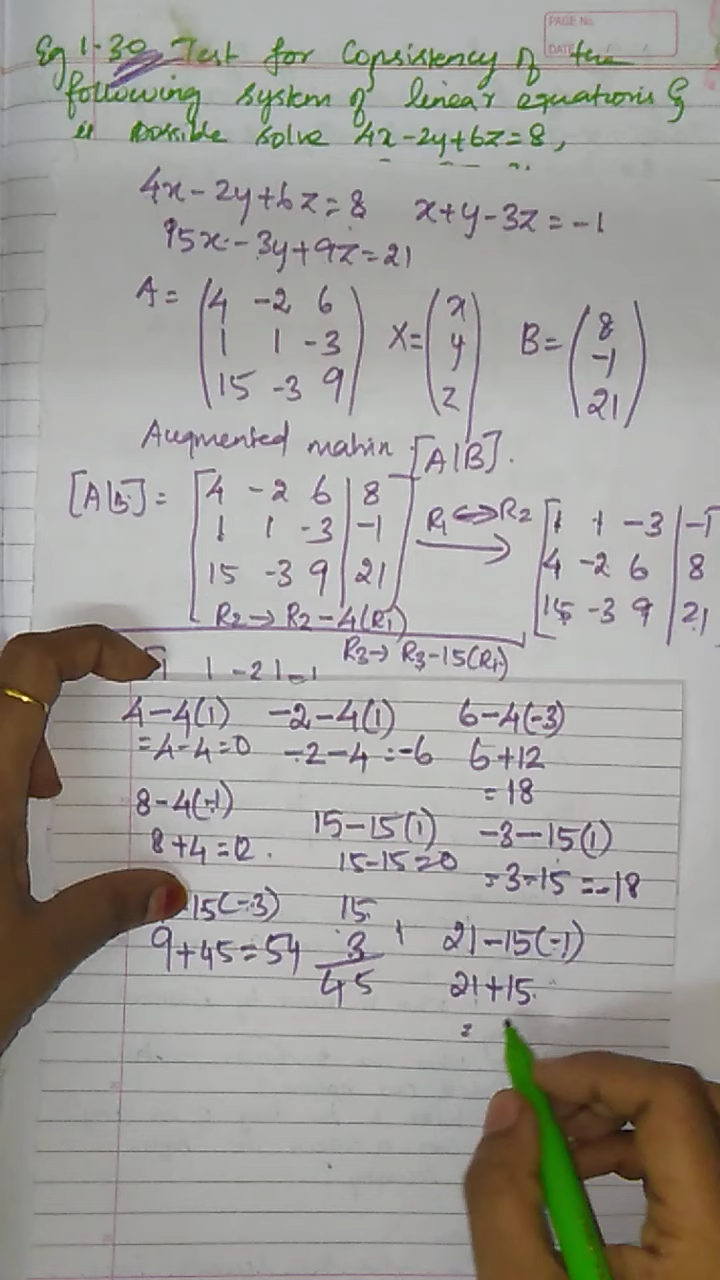 PAGE No.
DATE / /
Eg 1.30 Test for Consistency of the
following system of linear equations &
if possible solve 4x-2y+6z=8,
4x-2y+6z=8 x+y-3z=-1
15x-3y+9z=21
A= (4 -2 6 X= (x B= (8
1 1 -3 y -1
15 -3 9) z) 21)
Augmented matrix [A|B].
[A|B]= [4 -2 6 | 8 R1↔R2 [1 1 -3 | -1
1 1 -3 | -1 → 4 -2 6 | 8
15 -3 9 | 21] 15 -3 9 | 21
R2→R2-4(R1)
R3→R3-15(R1)
4-4(1) -2-4(1) 6-4(-3)
=4-4=0 -2-4=-6 6+12
=18
8-4(-1) 15-15(1) -3-15(1)
8+4=12. 15-15=0 -3-15=-18
15(-3) 15 21-15(-1)
9+45=54 3 21+15
45 =